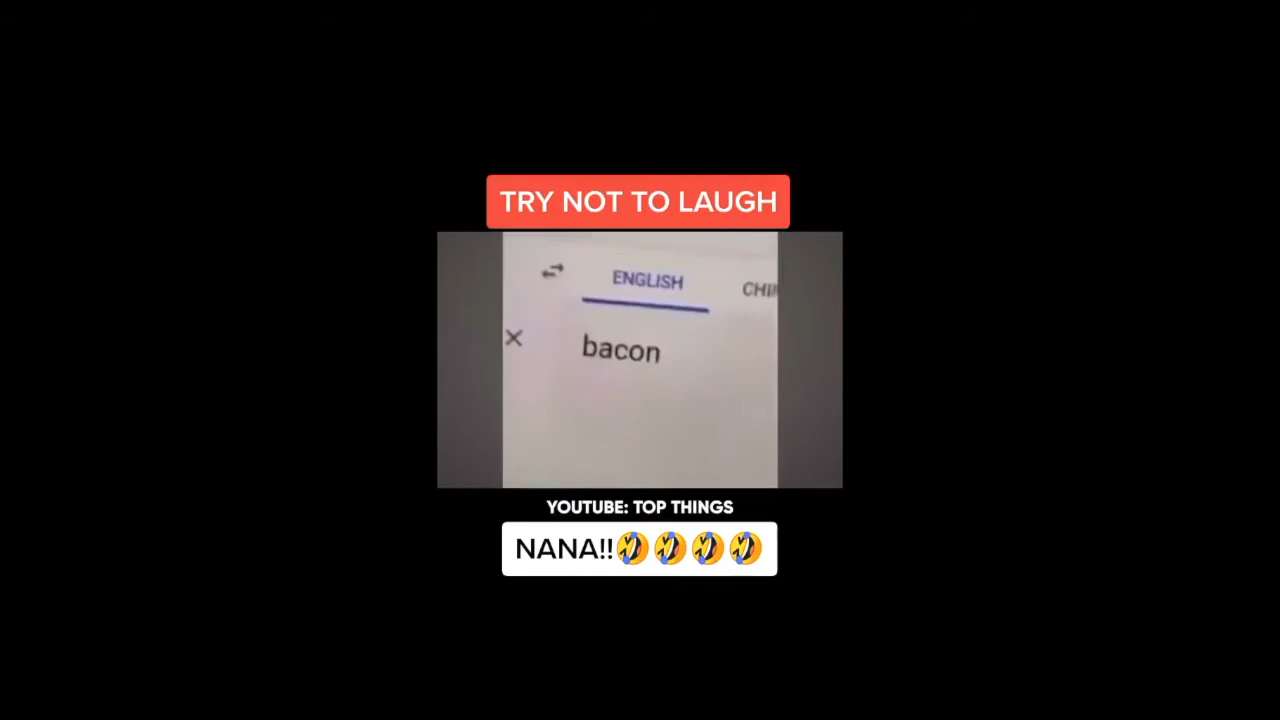 TRY NOT TO LAUGH
ENGLISH
bacon
YOUTUBE: TOP THINGS
NANA!!🤣🤣🤣🤣